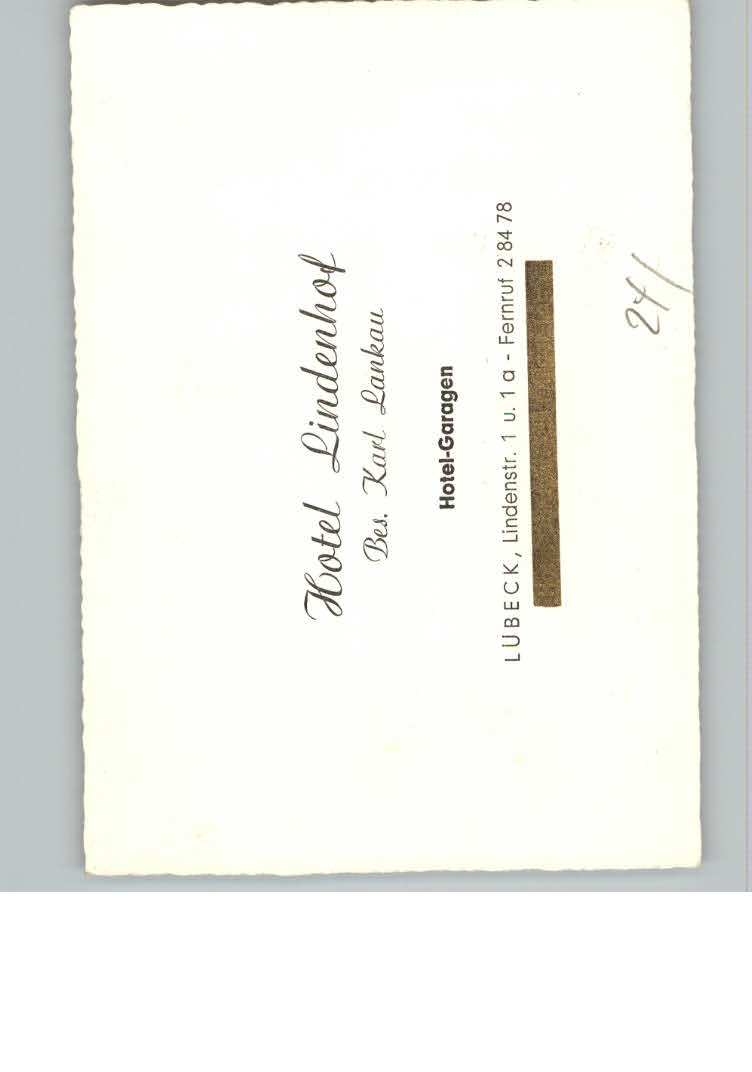 Hotel Lindenhof
Bes. Karl Lankau
Hotel-Garagen
LÜBECK, Lindenstr. 1 u. 1 a - Fernruf 2 84 78
24/